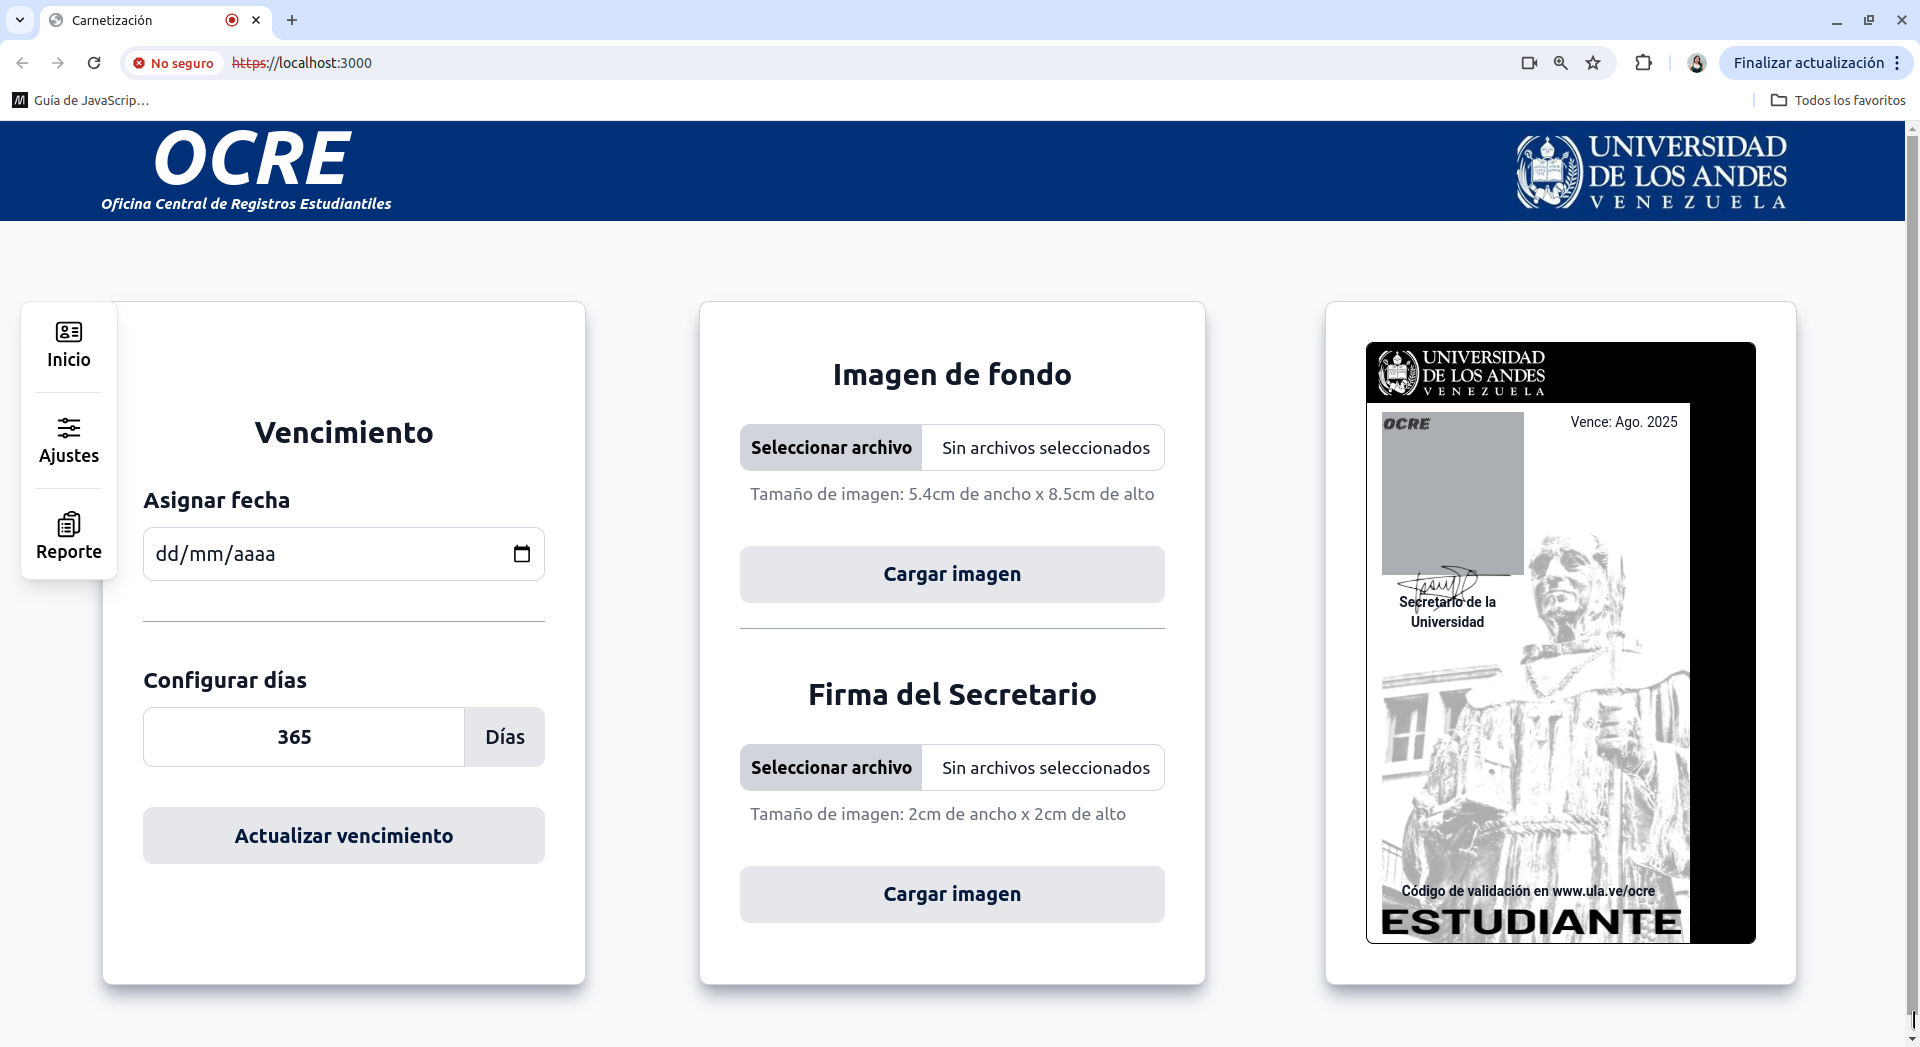 Carnetización
No seguro
https://localhost:3000
Finalizar actualización
Guía de JavaScrip…
Todos los favoritos
OCRE
Oficina Central de Registros Estudiantiles
UNIVERSIDAD
DE LOS ANDES
VENEZUELA
Inicio
Ajustes
Reporte
Vencimiento
Asignar fecha
dd/mm/aaaa
Configurar días
365 Días
Actualizar vencimiento
Imagen de fondo
Seleccionar archivo Sin archivos seleccionados
Tamaño de imagen: 5.4cm de ancho x 8.5cm de alto
Cargar imagen
Firma del Secretario
Seleccionar archivo Sin archivos seleccionados
Tamaño de imagen: 2cm de ancho x 2cm de alto
Cargar imagen
UNIVERSIDAD
DE LOS ANDES
VENEZUELA
OCRE
Vence: Ago. 2025
Secretario de la
Universidad
Código de validación en www.ula.ve/ocre
ESTUDIANTE